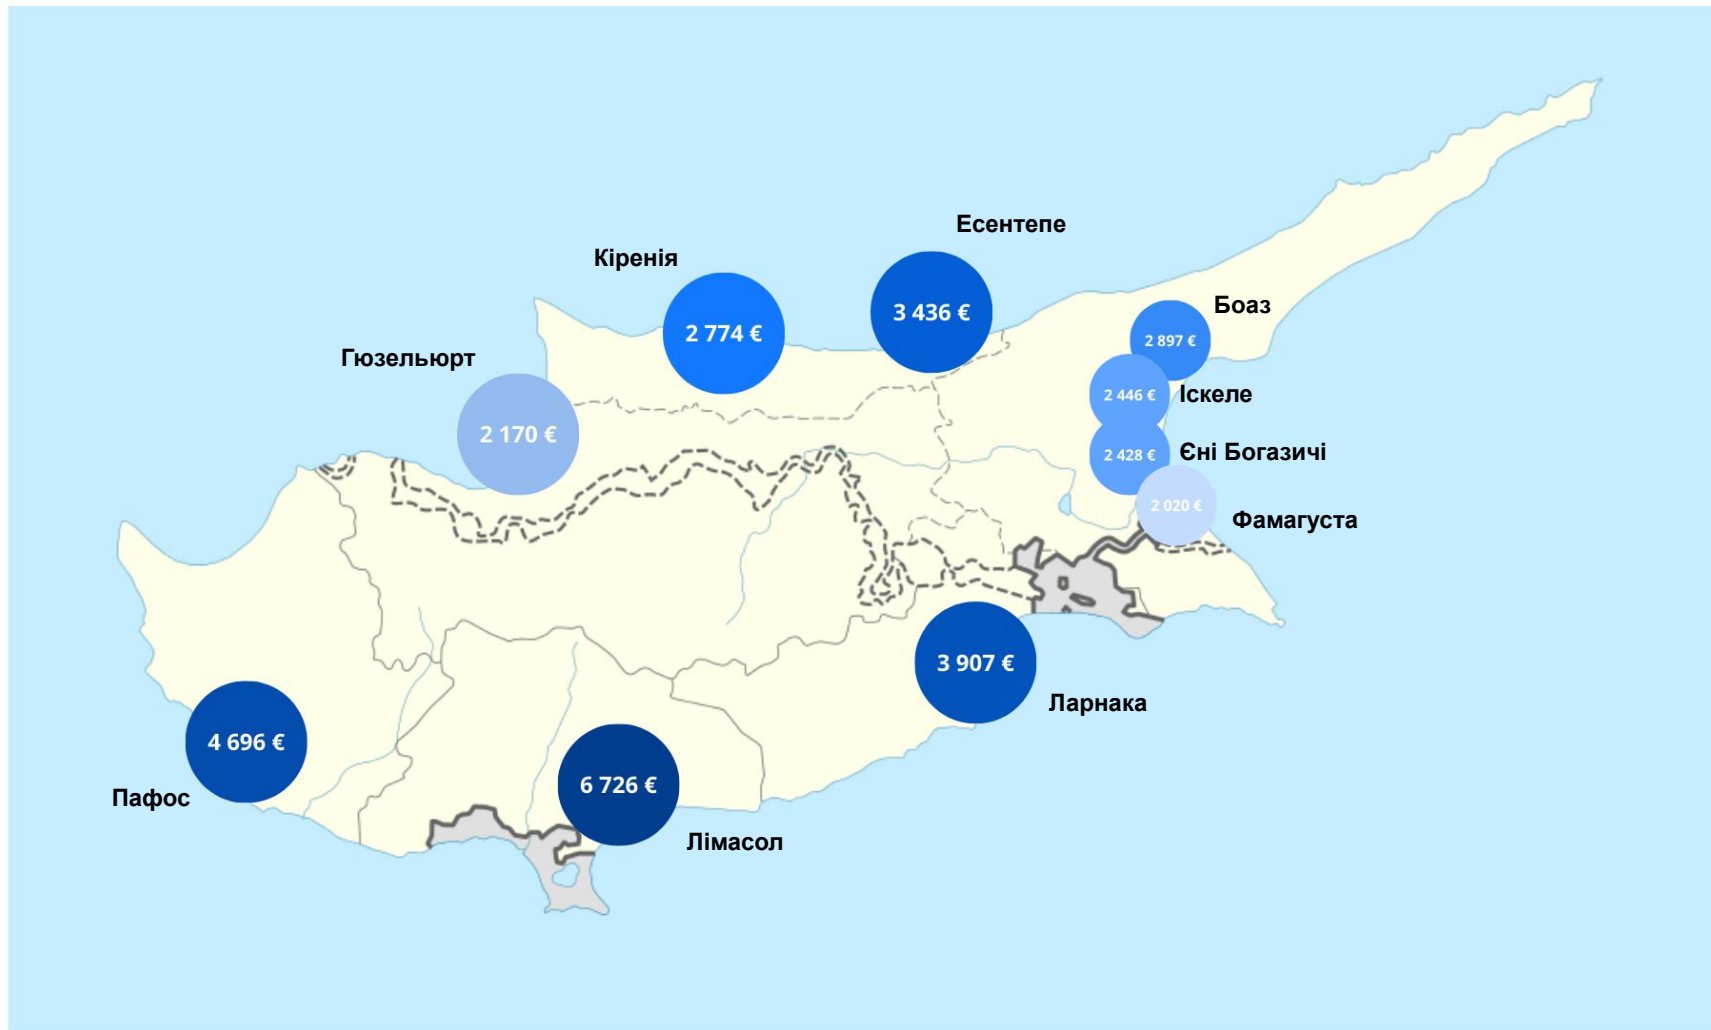 Есентепе
Кіренія
3 436 €
Боаз
2 774 €
2 897 €
Гюзельюрт
2 446 €
Іскеле
2 170 €
2 428 €
Єні Богазичі
2 020 €
Фамагуста
3 907 €
Ларнака
4 696 €
Пафос
6 726 €
Лімасол